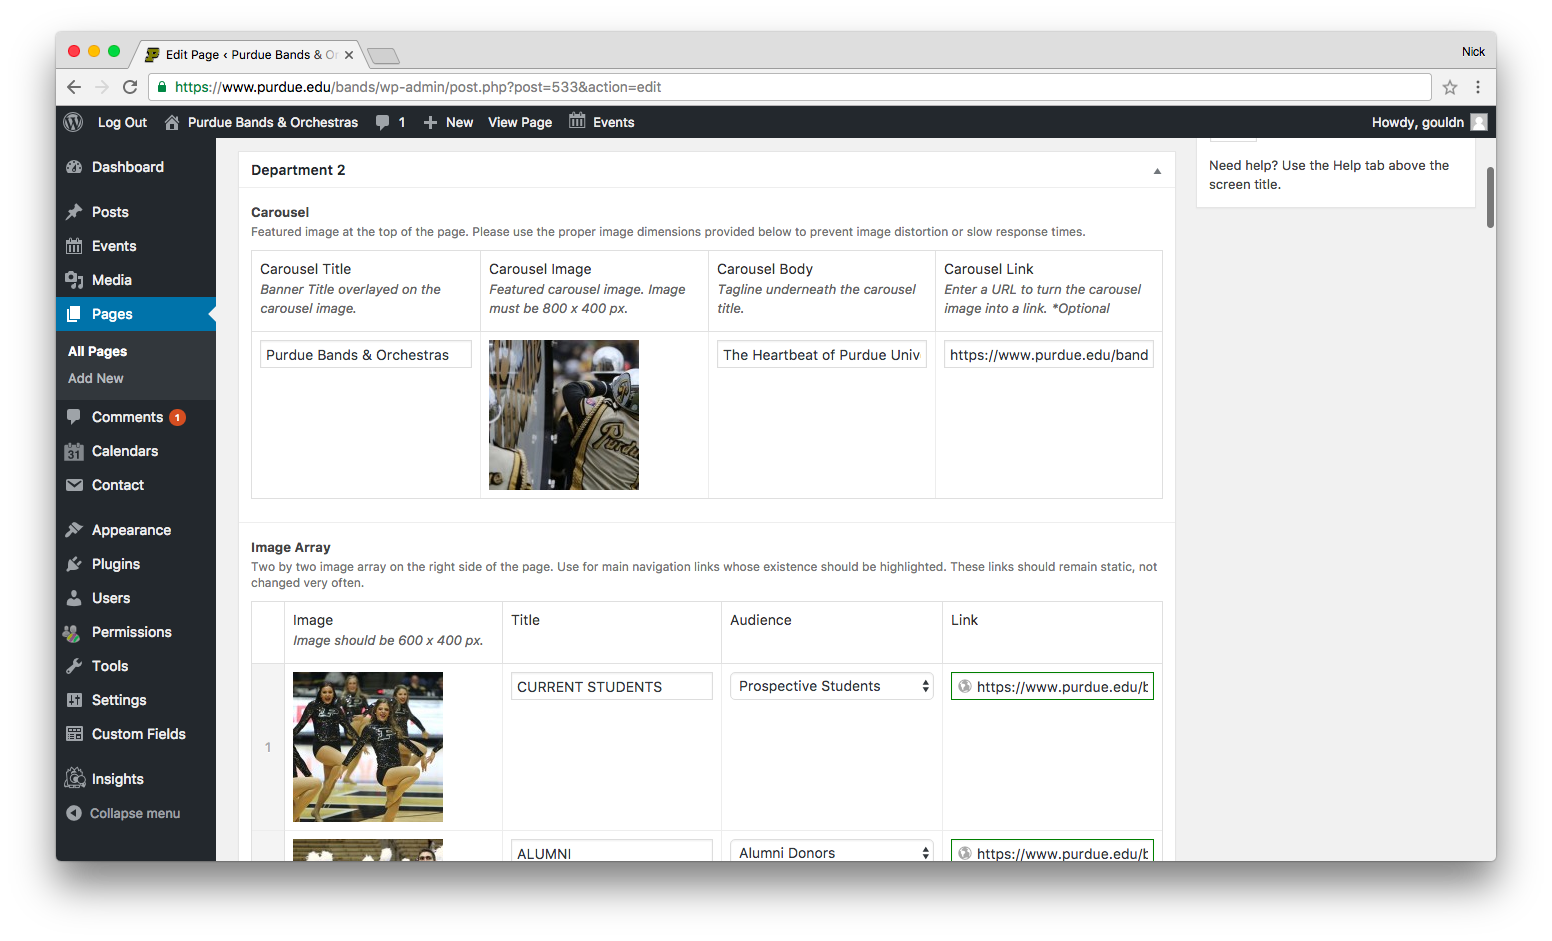 Edit Page ‹ Purdue Bands & Or
Nick
https://www.purdue.edu/bands/wp-admin/post.php?post=533&action=edit
Log Out
Purdue Bands & Orchestras
1
New
View Page
Events
Howdy, gouldn
Dashboard
Posts
Events
Media
Pages
All Pages
Add New
Comments 1
31 Calendars
Contact
Appearance
Plugins
Users
Permissions
Tools
Settings
Custom Fields
Insights
Collapse menu
Department 2
Carousel
Featured image at the top of the page. Please use the proper image dimensions provided below to prevent image distortion or slow response times.
Carousel Title
Banner Title overlayed on the
carousel image.
Carousel Image
Featured carousel image. Image
must be 800 x 400 px.
Carousel Body
Tagline underneath the carousel
title.
Carousel Link
Enter a URL to turn the carousel
image into a link. *Optional
Purdue Bands & Orchestras
Purdue
The Heartbeat of Purdue Univ
https://www.purdue.edu/band
Image Array
Two by two image array on the right side of the page. Use for main navigation links whose existence should be highlighted. These links should remain static, not
changed very often.
Image
Image should be 600 x 400 px.
Title
Audience
Link
1
CURRENT STUDENTS
Prospective Students
https://www.purdue.edu/b
ALUMNI
Alumni Donors
https://www.purdue.edu/b
Need help? Use the Help tab above the
screen title.